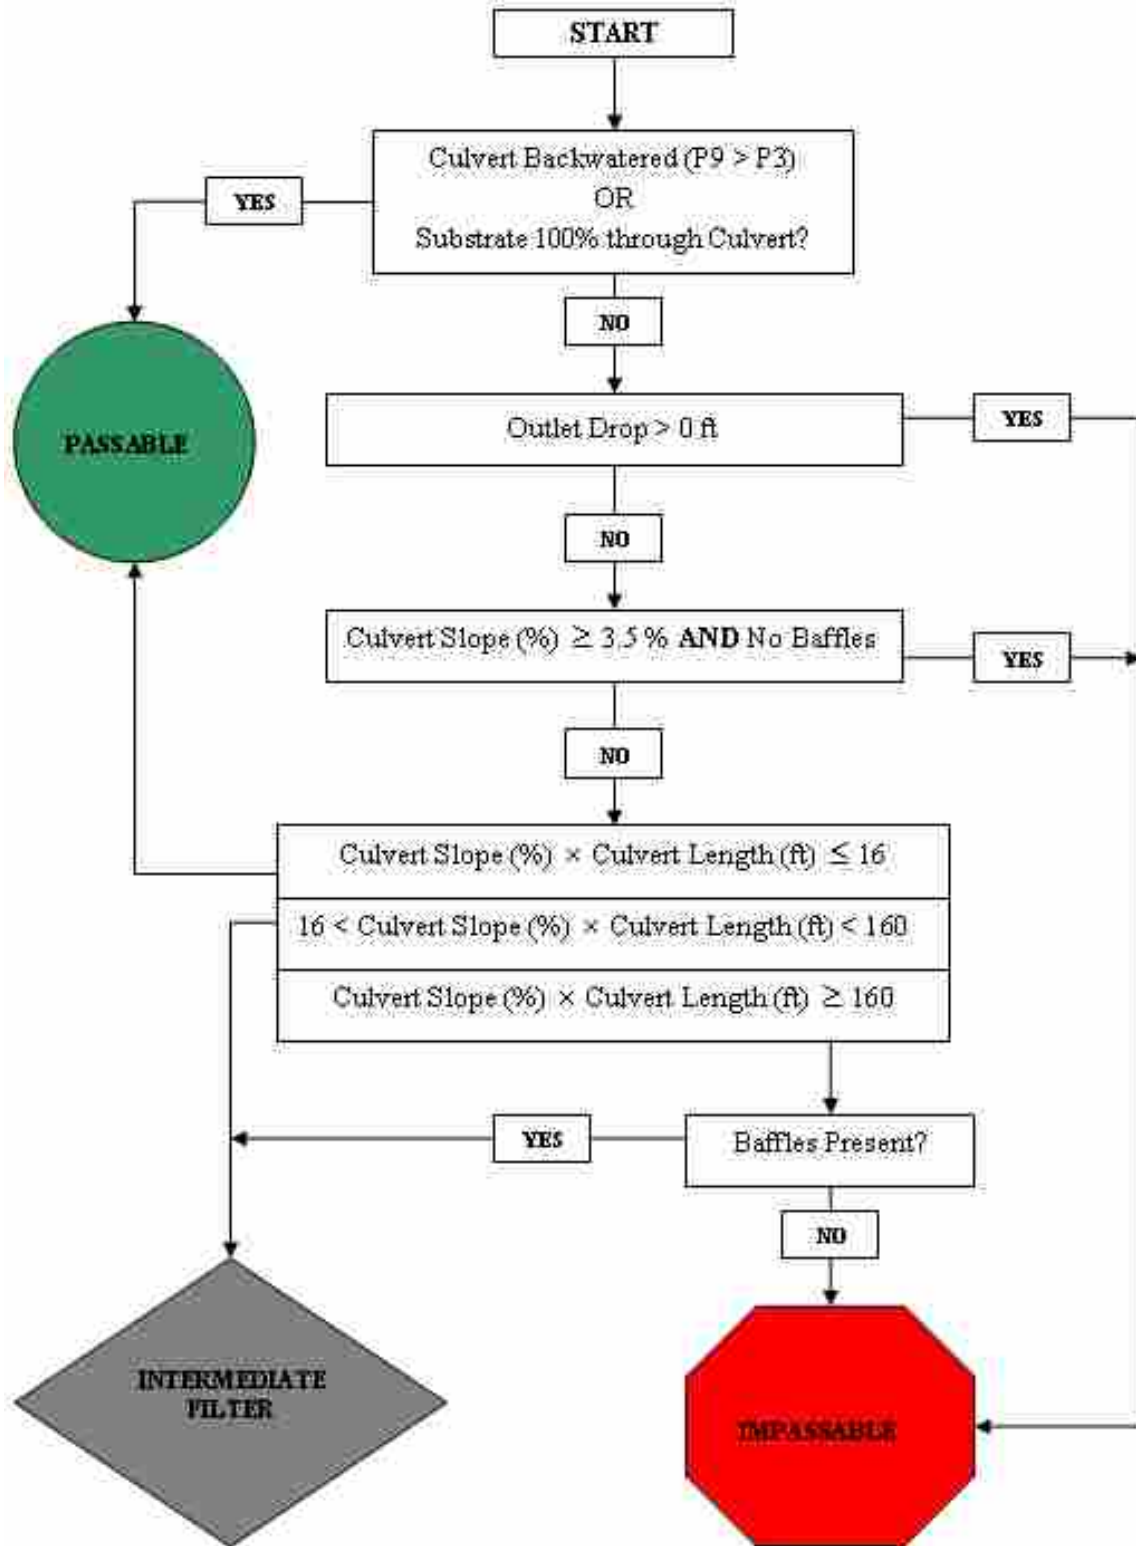 START
Culvert Backwatered (P9 > P3)
OR
Substrate 100% through Culvert?
YES
NO
PASSABLE
Outlet Drop > 0 ft
YES
NO
Culvert Slope (%) ≥ 3.5 % AND No Baffles
YES
NO
Culvert Slope (%) × Culvert Length (ft) ≤ 16
16 < Culvert Slope (%) × Culvert Length (ft) < 160
Culvert Slope (%) × Culvert Length (ft) ≥ 160
YES
Baffles Present?
NO
INTERMEDIATE
FILTER
IMPASSABLE